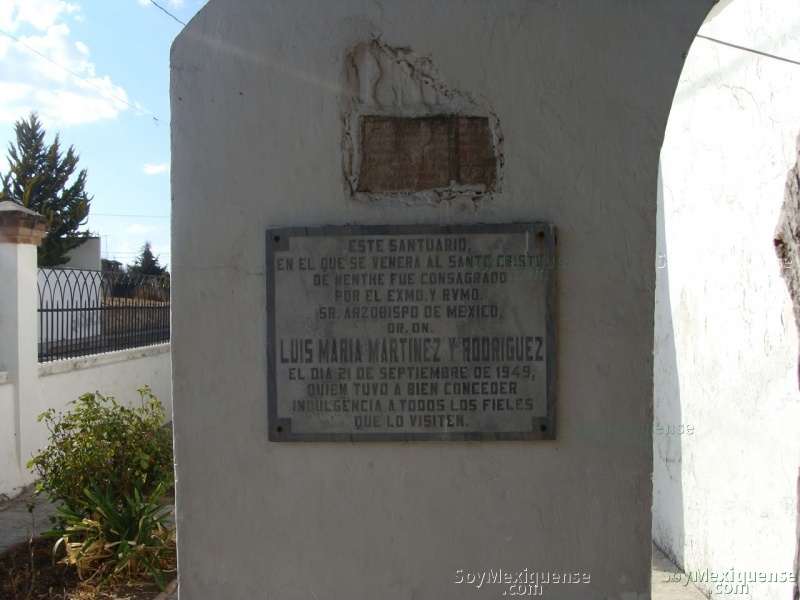 ESTE SANTUARIO,
EN EL QUE SE VENERA AL SANTO CRISTO
DE NENTHE FUE CONSAGRADO
POR EL EXMO. Y RVMO.
SR. ARZOBISPO DE MEXICO,
DR. DN.
LUIS MARIA MARTINEZ Y RODRIGUEZ
EL DIA 21 DE SEPTIEMBRE DE 1949,
QUIEN TUVO A BIEN CONCEDER
INDULGENCIA A TODOS LOS FIELES
QUE LO VISITEN.
SoyMexiquense
.com
SoyMexiquense
.com